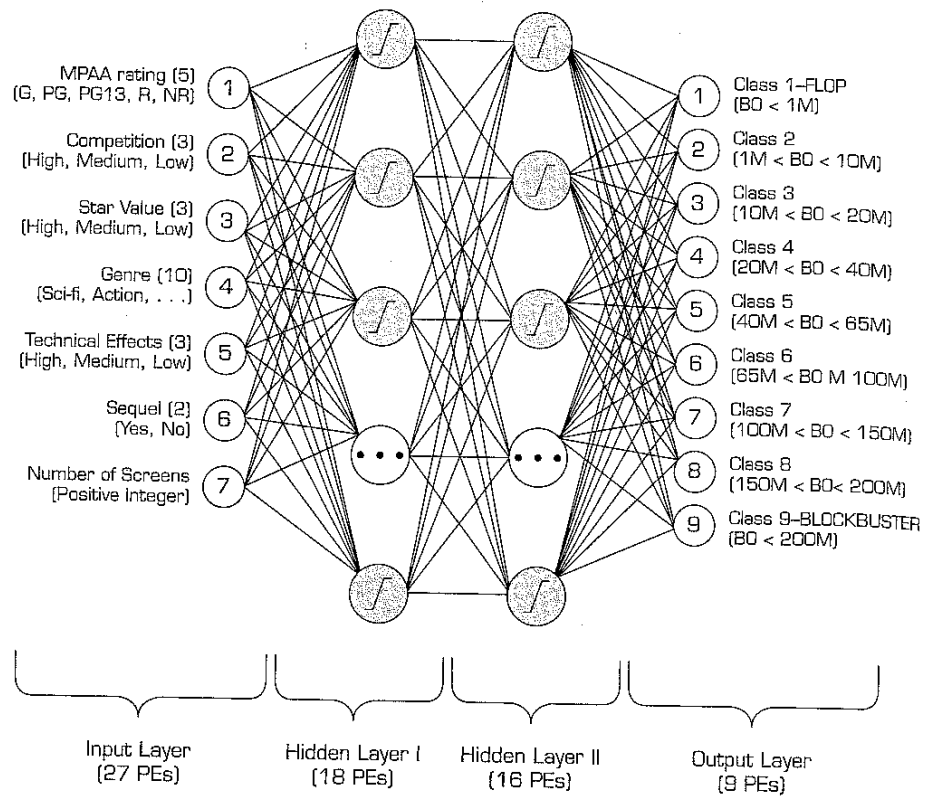 MPAA rating (5)
(G, PG, PG13, R, NR)
1
Competition (3)
(High, Medium, Low)
2
Star Value (3)
(High, Medium, Low)
3
Genre (10)
(Sci-fi, Action, . . .)
4
Technical Effects (3)
(High, Medium, Low)
5
Sequel (2)
(Yes, No)
6
Number of Screens
(Positive Integer)
7
1
Class 1–FLOP
(BO < 1M)
2
Class 2
(1M < BO < 10M)
3
Class 3
(10M < BO < 20M)
4
Class 4
(20M < BO < 40M)
5
Class 5
(40M < BO < 65M)
6
Class 6
(65M < BO M 100M)
7
Class 7
(100M < BO < 150M)
8
Class 8
(150M < BO< 200M)
9
Class 9–BLOCKBUSTER
(BO < 200M)
Input Layer
(27 PEs)
Hidden Layer I
(18 PEs)
Hidden Layer II
(16 PEs)
Output Layer
(9 PEs)